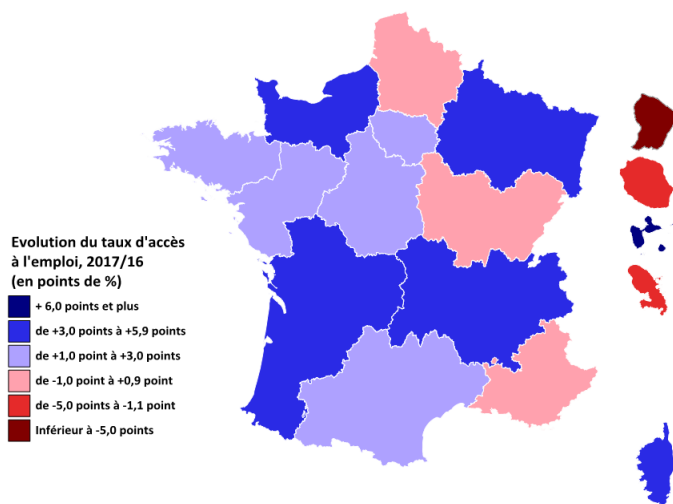 Evolution du taux d'accès
à l'emploi, 2017/16
(en points de %)
+ 6,0 points et plus
de +3,0 points à +5,9 points
de +1,0 point à +3,0 points
de -1,0 point à +0,9 point
de -5,0 points à -1,1 point
Inférieur à -5,0 points